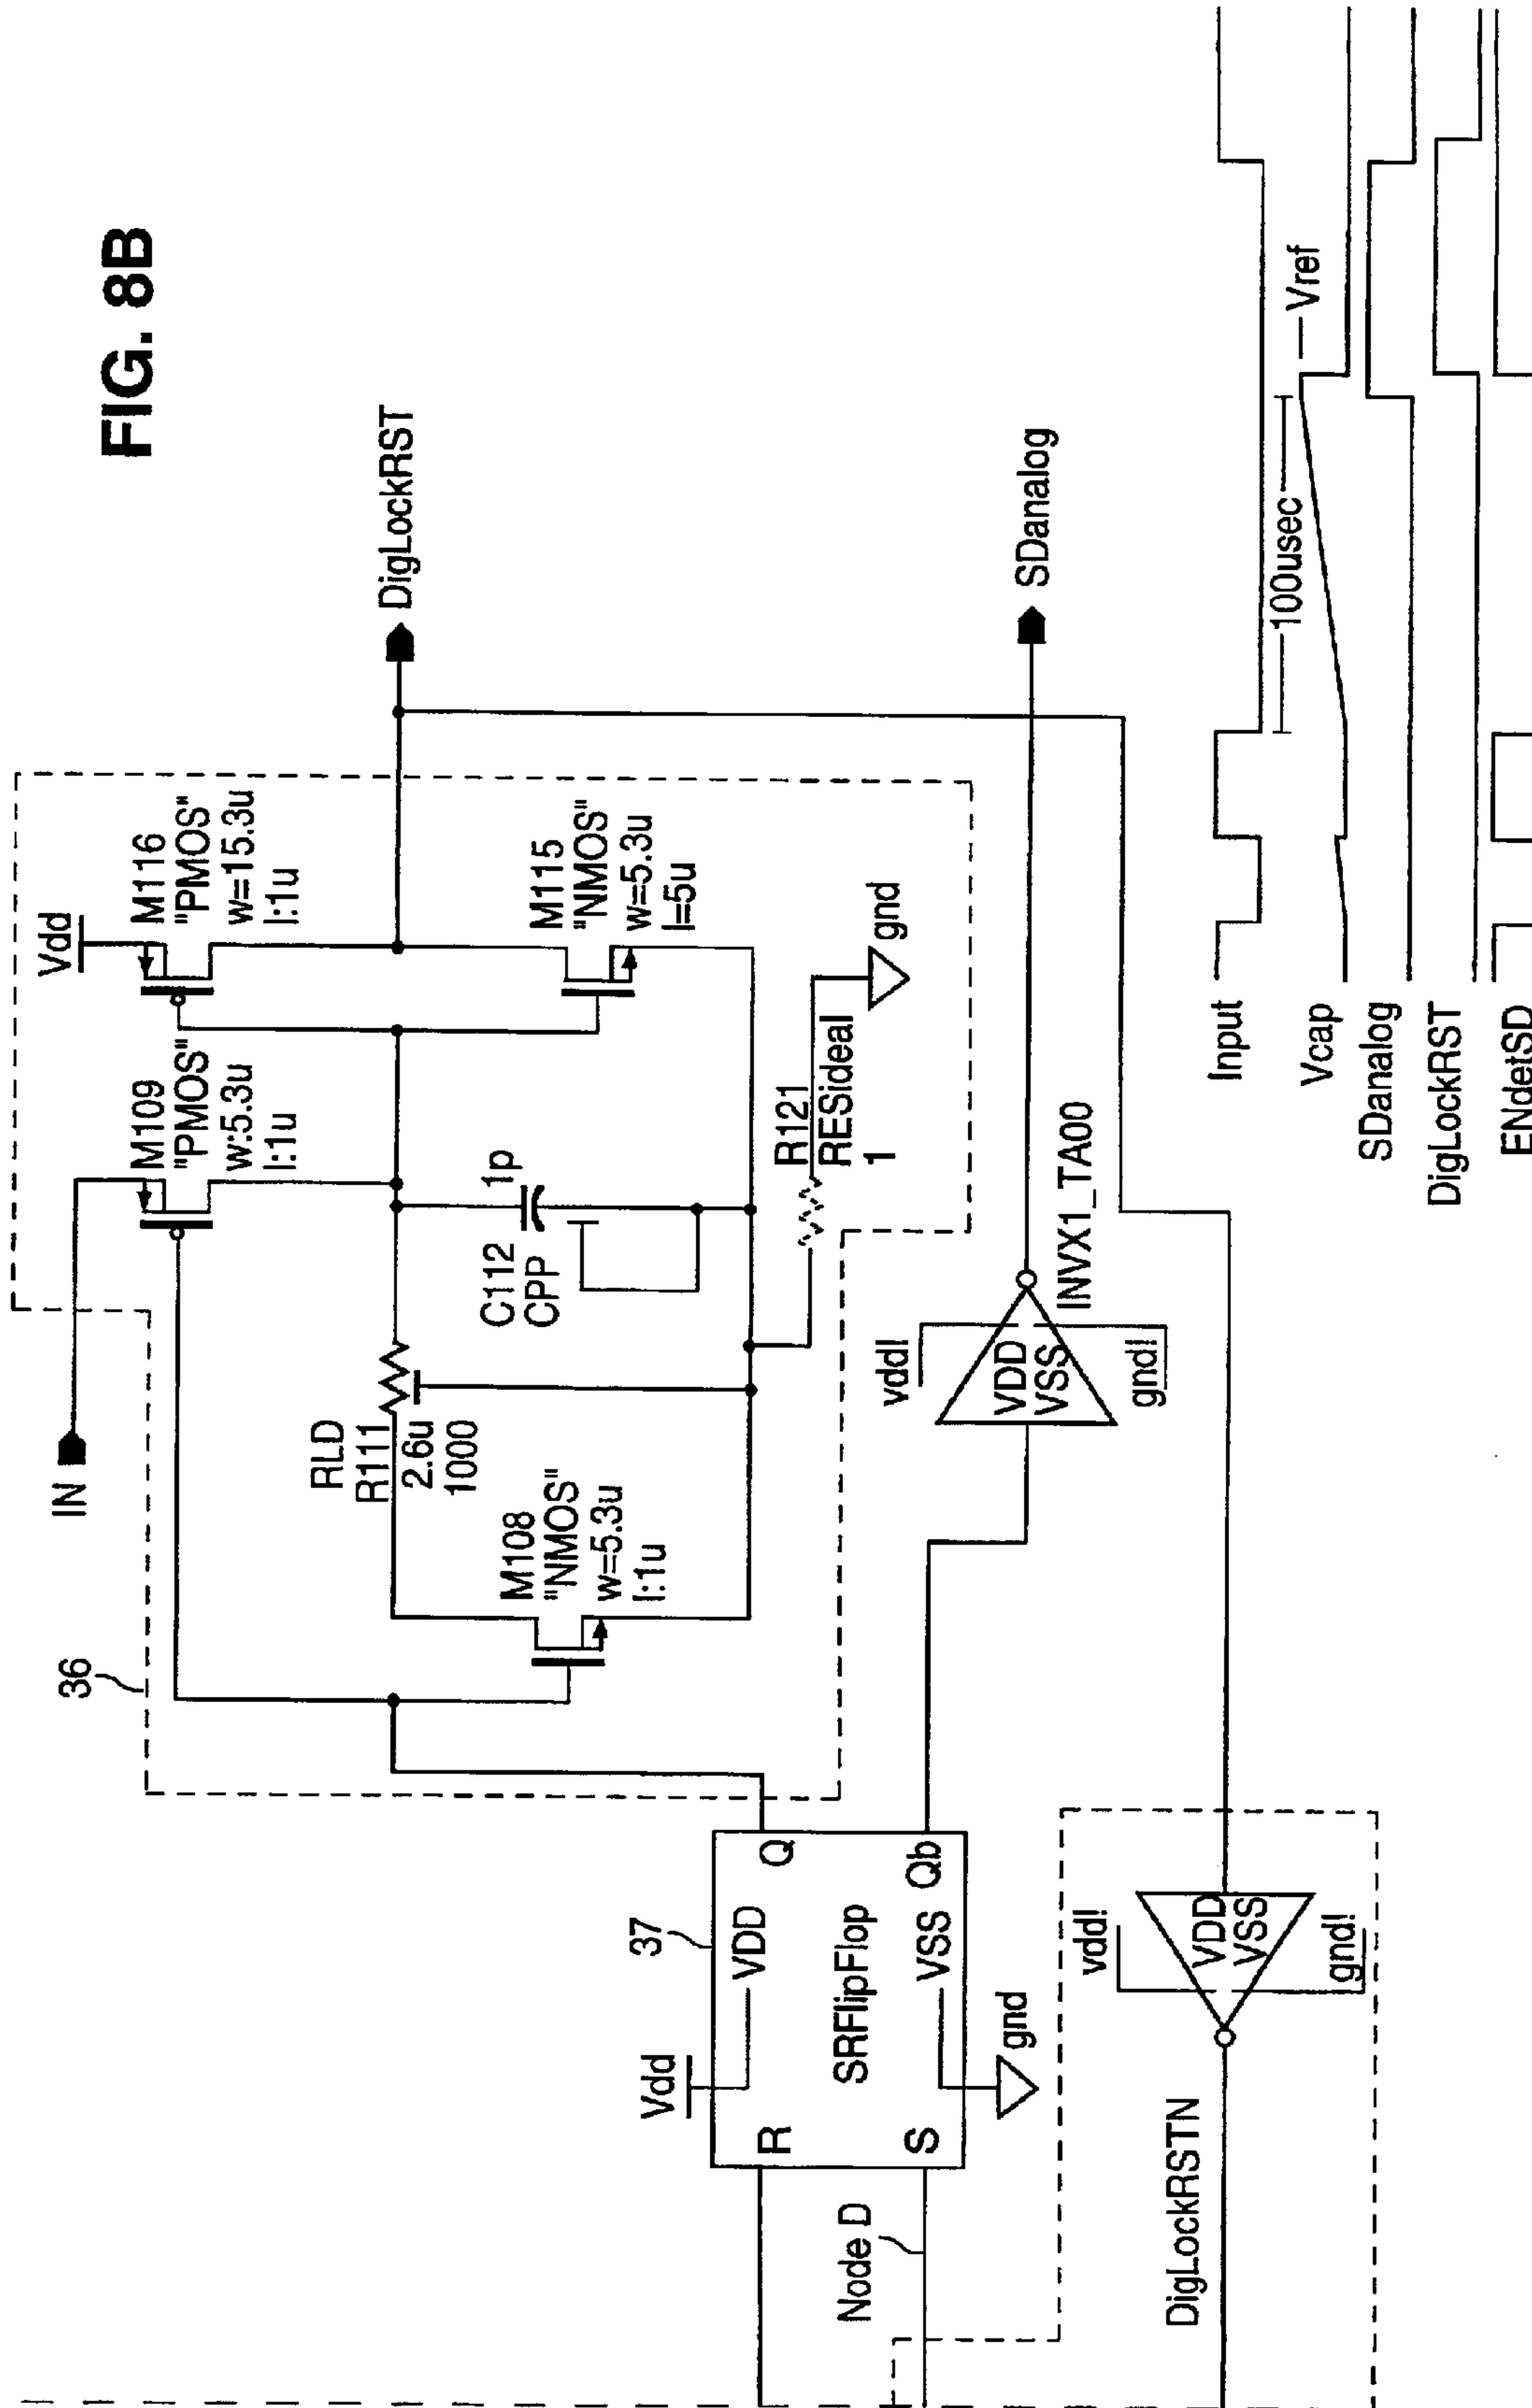 FIG. 8B
IN
36
Vdd
M109
"PMOS"
w:5.3u
l:1u
M116
"PMOS"
w=15.3u
l:1u
RLD
R111
2.6u
1000
C112
CPP
1p
M108
"NMOS"
w=5.3u
l:1u
M115
"NMOS"
w=5.3u
l=5u
R121
RESideal
1
gnd
DigLockRST
SDanalog
37
Vdd
VDD
R
Q
SRFlipFlop
S
Qb
VSS
gnd
Node D
vdd!
VDD
VSS
gnd!
INVX1_TA00
DigLockRSTN
vdd!
VDD
VSS
gnd!
Input
100usec
Vref
Vcap
SDanalog
DigLockRST
ENdetSD